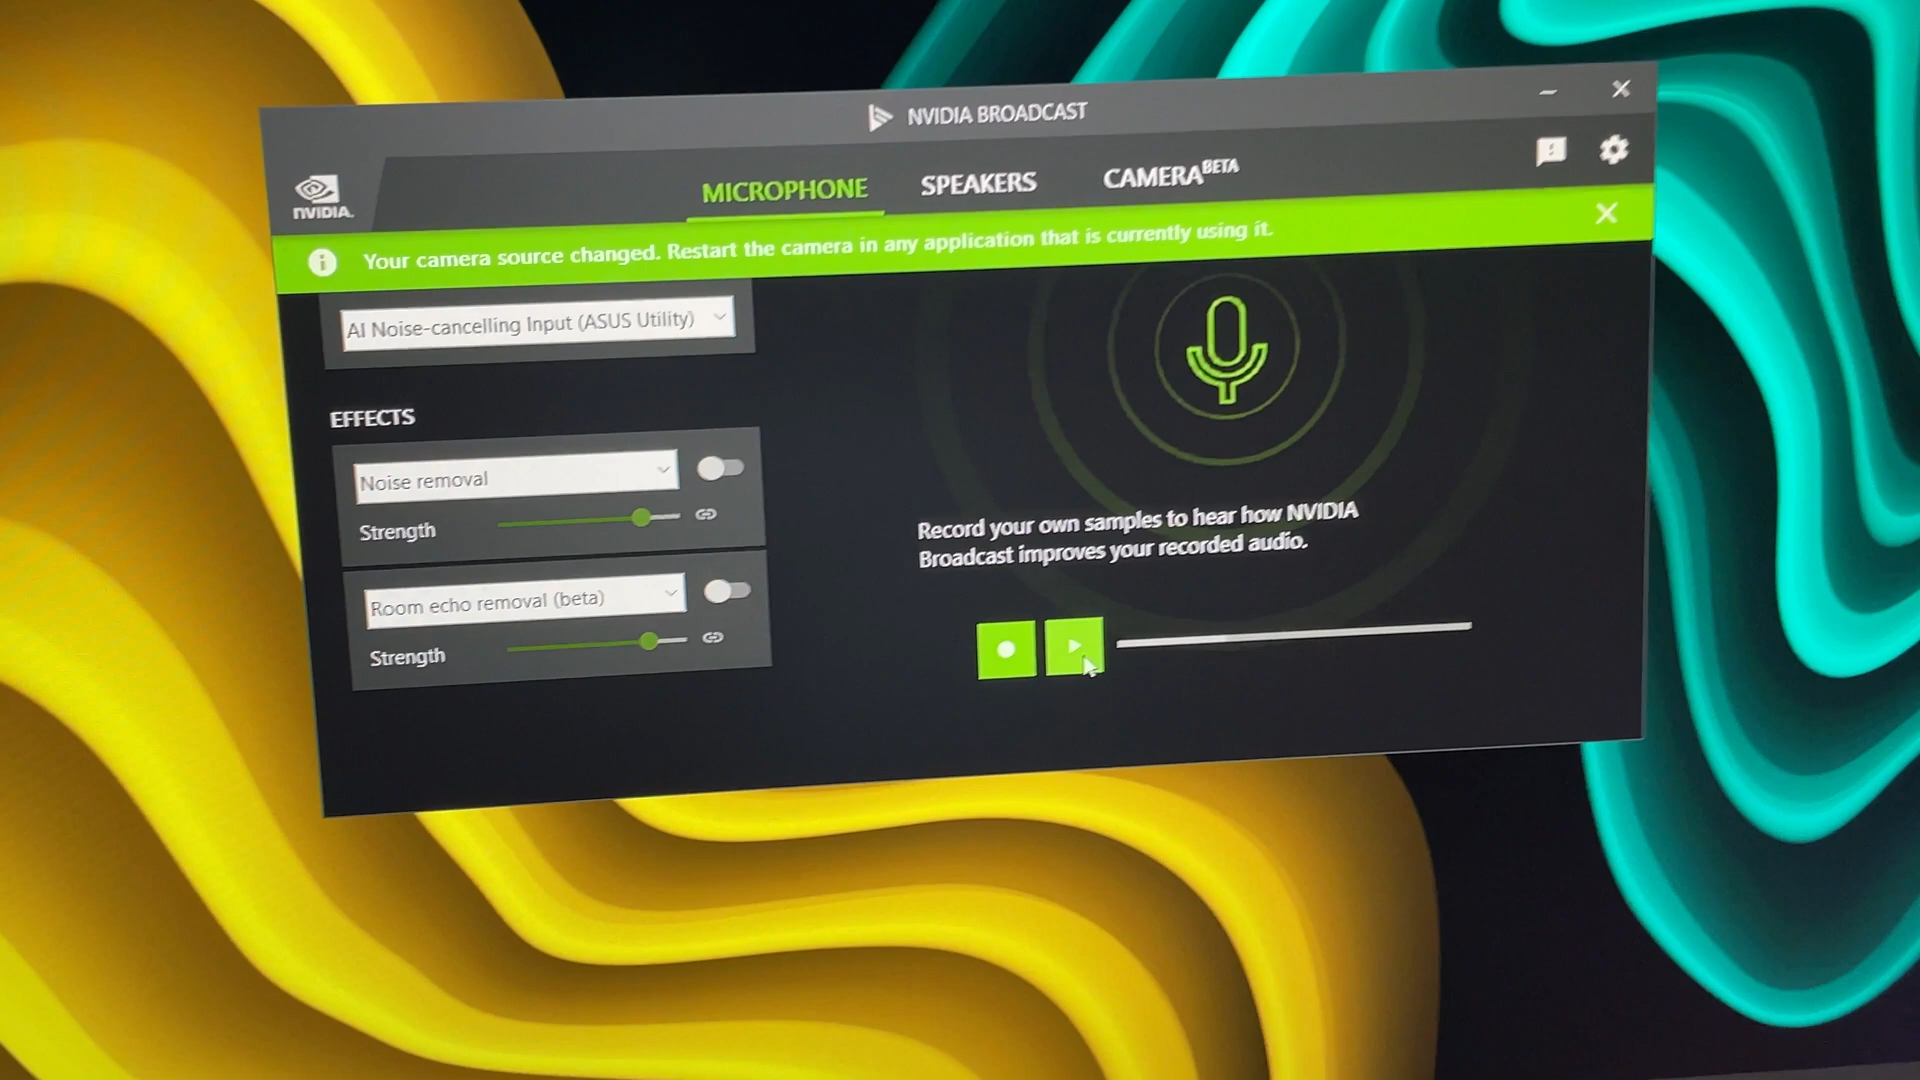 NVIDIA BROADCAST
NVIDIA.
MICROPHONE
SPEAKERS
CAMERA BETA
Your camera source changed. Restart the camera in any application that is currently using it.
AI Noise-cancelling Input (ASUS Utility)
EFFECTS
Noise removal
Strength
Room echo removal (beta)
Strength
Record your own samples to hear how NVIDIA
Broadcast improves your recorded audio.